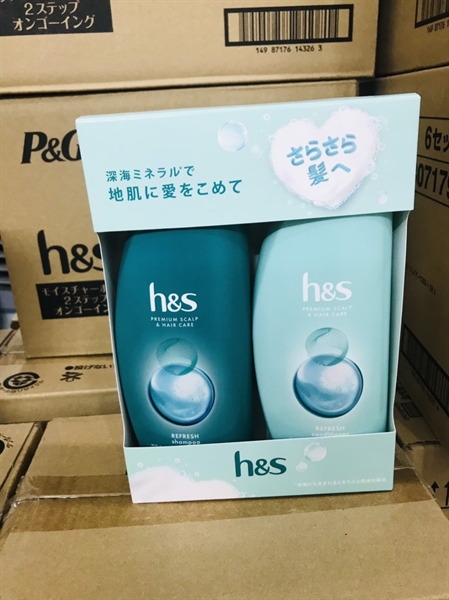 2ステップ
オンゴーイング
149 87176 14326 3
P&G
h&s
モイスチャー
2ステップ
オンゴーイング
6セッ
深海ミネラルで
地肌に愛をこめて
さらさら
髪へ
h&s
PREMIUM SCALP
& HAIR CARE
REFRESH
shampoo
h&s
PREMIUM SCALP
& HAIR CARE
REFRESH
conditioner
h&s